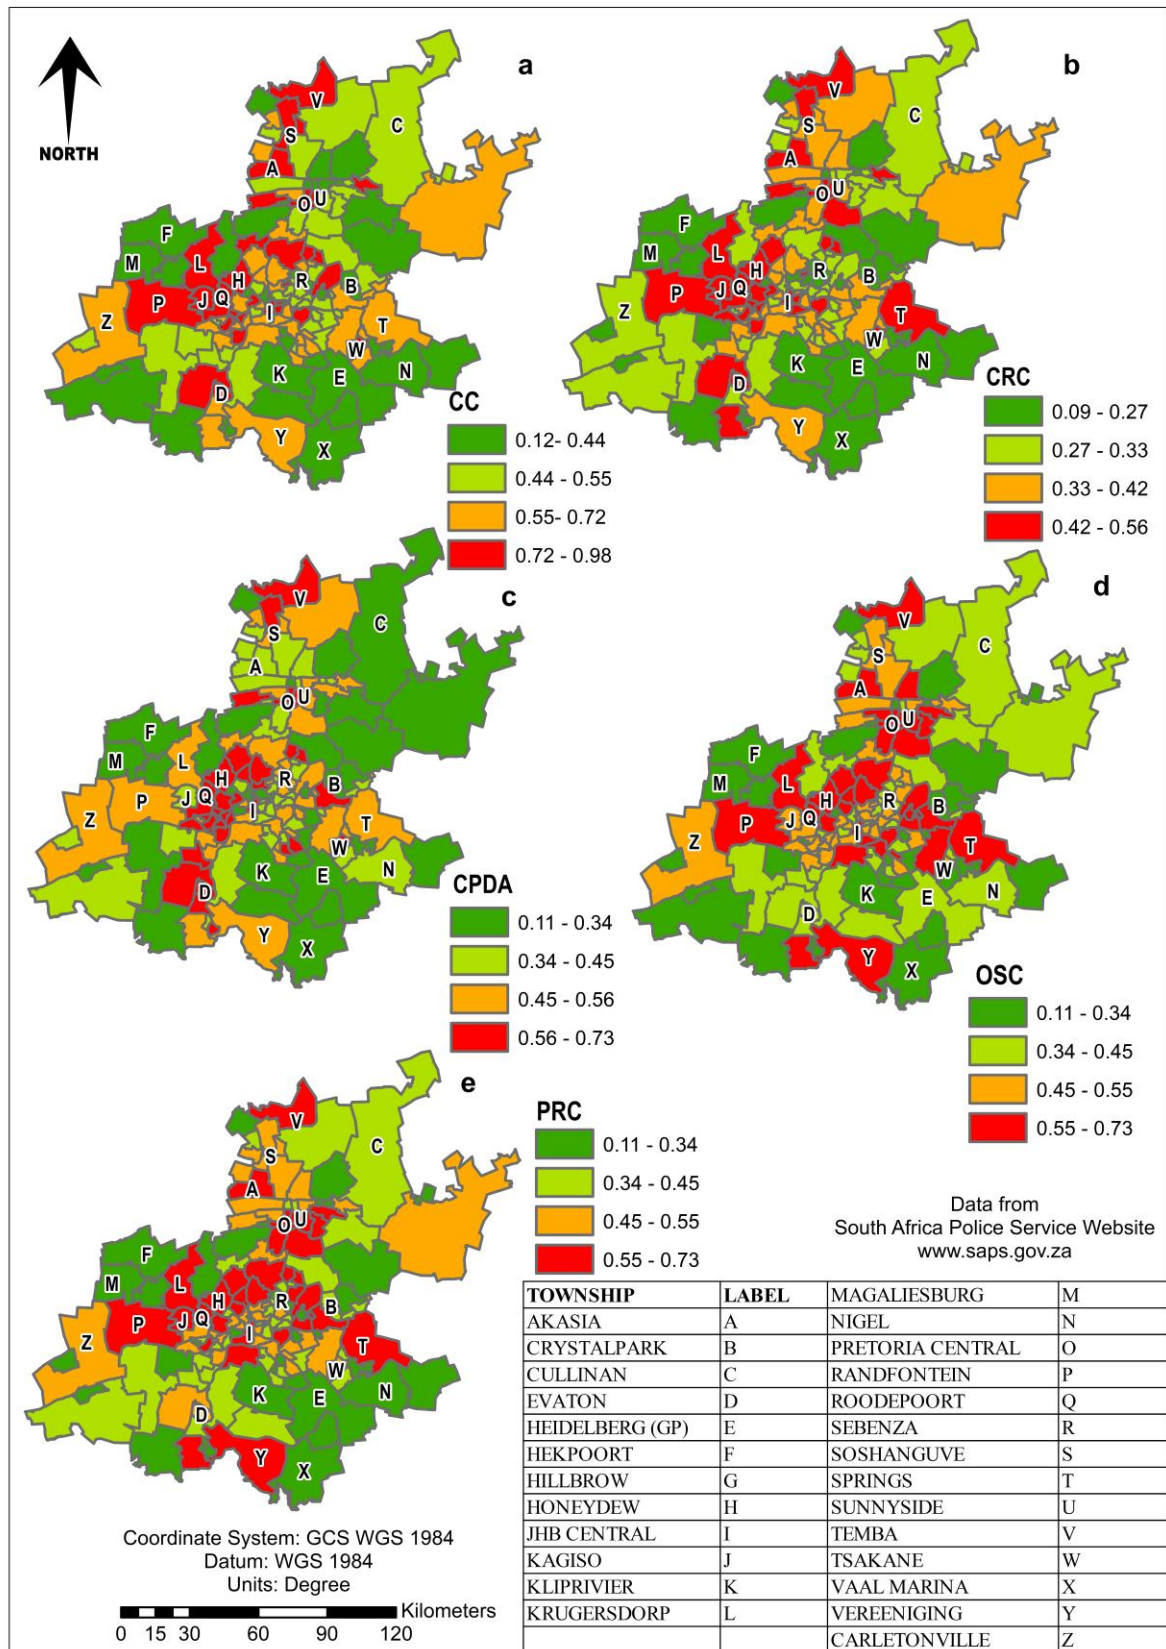 NORTH
a
V
S
C
A
O U
F
M
L
H
R
J Q
B
P
Z
I
T
W
K
E
N
D
Y
X
CC
0.12- 0.44
0.44 - 0.55
0.55- 0.72
0.72 - 0.98
b
V
S
C
A
O U
F
M
L
H
R
J Q
B
P
Z
I
T
W
K
E
N
D
Y
X
CRC
0.09 - 0.27
0.27 - 0.33
0.33 - 0.42
0.42 - 0.56
c
V
S
C
A
O U
F
M
L
H
R
J Q
B
P
Z
I
T
W
K
E
N
D
Y
X
CPDA
0.11 - 0.34
0.34 - 0.45
0.45 - 0.56
0.56 - 0.73
d
V
S
C
A
O U
F
M
L
H
R
J Q
B
P
Z
I
T
W
K
E
N
D
Y
X
OSC
0.11 - 0.34
0.34 - 0.45
0.45 - 0.55
0.55 - 0.73
e
V
S
C
A
O U
F
M
L
H
R
J Q
B
P
Z
I
T
W
K
E
N
D
Y
X
PRC
0.11 - 0.34
0.34 - 0.45
0.45 - 0.55
0.55 - 0.73
Data from
South Africa Police Service Website
www.saps.gov.za
TOWNSHIP LABEL MAGALIESBURG M
AKASIA A NIGEL N
CRYSTALPARK B PRETORIA CENTRAL O
CULLINAN C RANDFONTEIN P
EVATON D ROODEPOORT Q
HEIDELBERG (GP) E SEBENZA R
HEKPOORT F SOSHANGUVE S
HILLBROW G SPRINGS T
HONEYDEW H SUNNYSIDE U
JHB CENTRAL I TEMBA V
KAGISO J TSAKANE W
KLIPRIVIER K VAAL MARINA X
KRUGERSDORP L VEREENIGING Y
CARLETONVILLE Z
Coordinate System: GCS WGS 1984
Datum: WGS 1984
Units: Degree
Kilometers
0 15 30 60 90 120